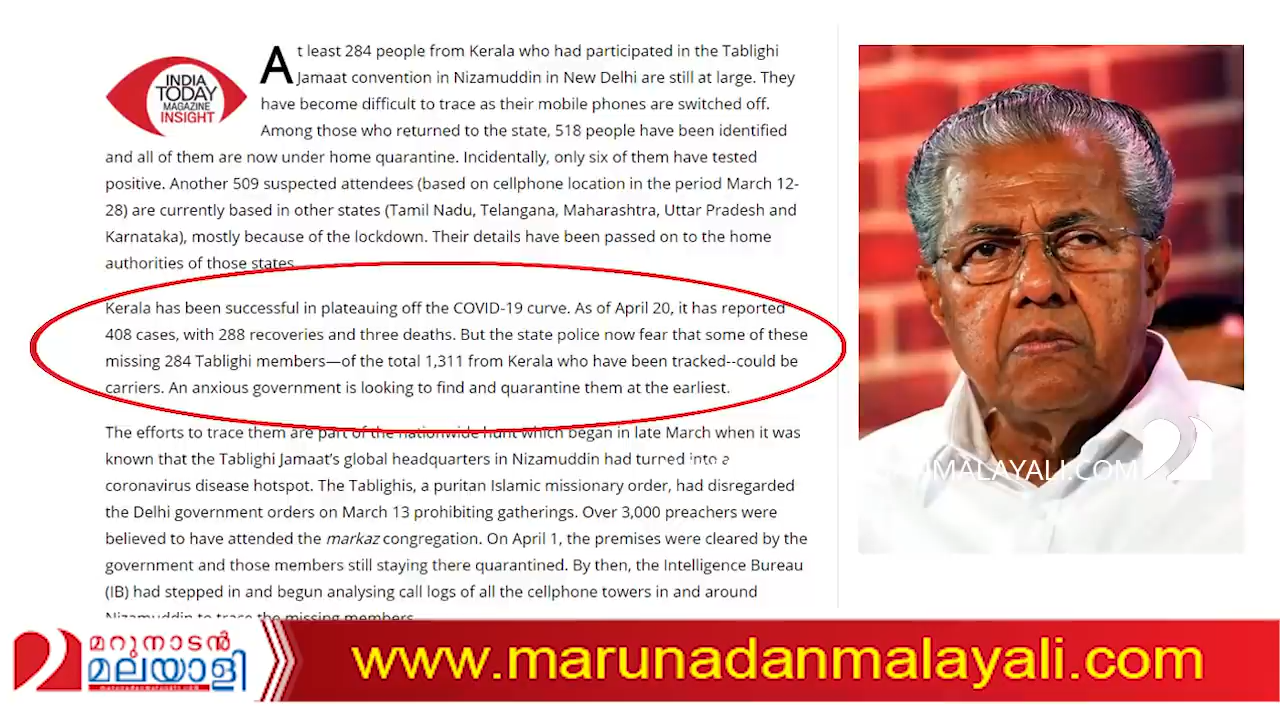 At least 284 people from Kerala who had participated in the Tablighi
Jamaat convention in Nizamuddin in New Delhi are still at large. They
have become difficult to trace as their mobile phones are switched off.
Among those who returned to the state, 518 people have been identified
and all of them are now under home quarantine. Incidentally, only six of them have tested
positive. Another 509 suspected attendees (based on cellphone location in the period March 12-
28) are currently based in other states (Tamil Nadu, Telangana, Maharashtra, Uttar Pradesh and
Karnataka), mostly because of the lockdown. Their details have been passed on to the home
authorities of those states.
INDIA
TODAY
MAGAZINE
INSIGHT
Kerala has been successful in plateauing off the COVID-19 curve. As of April 20, it has reported
408 cases, with 288 recoveries and three deaths. But the state police now fear that some of these
missing 284 Tablighi members—of the total 1,311 from Kerala who have been tracked--could be
carriers. An anxious government is looking to find and quarantine them at the earliest.
The efforts to trace them are part of the nationwide hunt which began in late March when it was
known that the Tablighi Jamaat’s global headquarters in Nizamuddin had turned into a
coronavirus disease hotspot. The Tablighis, a puritan Islamic missionary order, had disregarded
the Delhi government orders on March 13 prohibiting gatherings. Over 3,000 preachers were
believed to have attended the markaz congregation. On April 1, the premises were cleared by the
government and those members still staying there quarantined. By then, the Intelligence Bureau
(IB) had stepped in and begun analysing call logs of all the cellphone towers in and around
Nizamuddin to trace the missing members.
MALAYALI.COM
മറുനാടൻ
മലയാളി
www.marunadanmalayali.com